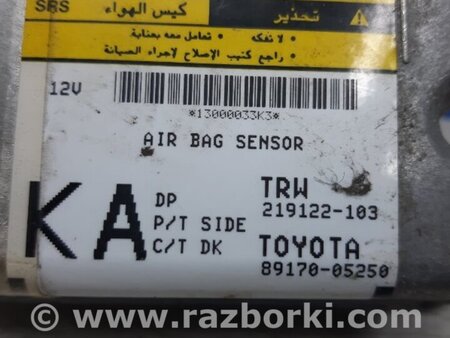 SRS كيس الهواء تحذير
• لا تفكه • تعامل معه بعناية
• راجع كتيب الإصلاح لاجراء الصيانة
12V
*13000033K3*
AIR BAG SENSOR
KA
DP TRW
P/T SIDE 219122-103
C/T DK TOYOTA
89170-05250
© www.razborki.com